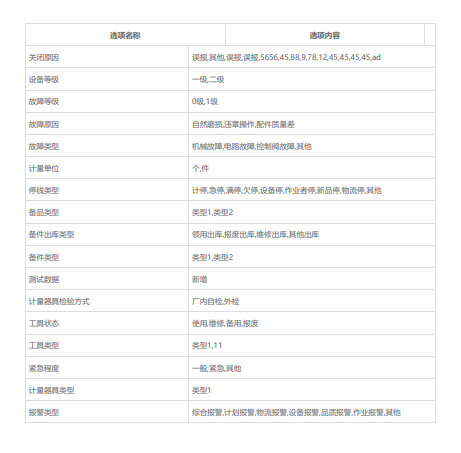 选项名称 选项内容
关闭原因 误报,其他,误报,误报,5656,45,88,9,78,12,45,45,45,45,ad
设备等级 一级,二级
故障等级 0级,1级
故障原因 自然磨损,违章操作,配件质量差
故障类型 机械故障,电路故障,控制阀故障,其他
计量单位 个,件
停线类型 计停,急停,满停,欠停,设备停,作业者停,新品停,物流停,其他
备品类型 类型1,类型2
备件出库类型 领用出库,报废出库,维修出库,其他出库
备件类型 类型1,类型2
测试数据 新增
计量器具检验方式 厂内自检,外检
工具状态 使用,维修,备用,报废
工具类型 类型1,11
紧急程度 一般,紧急,其他
计量器具类型 类型1
报警类型 综合报警,计划报警,物流报警,设备报警,品质报警,作业报警,其他